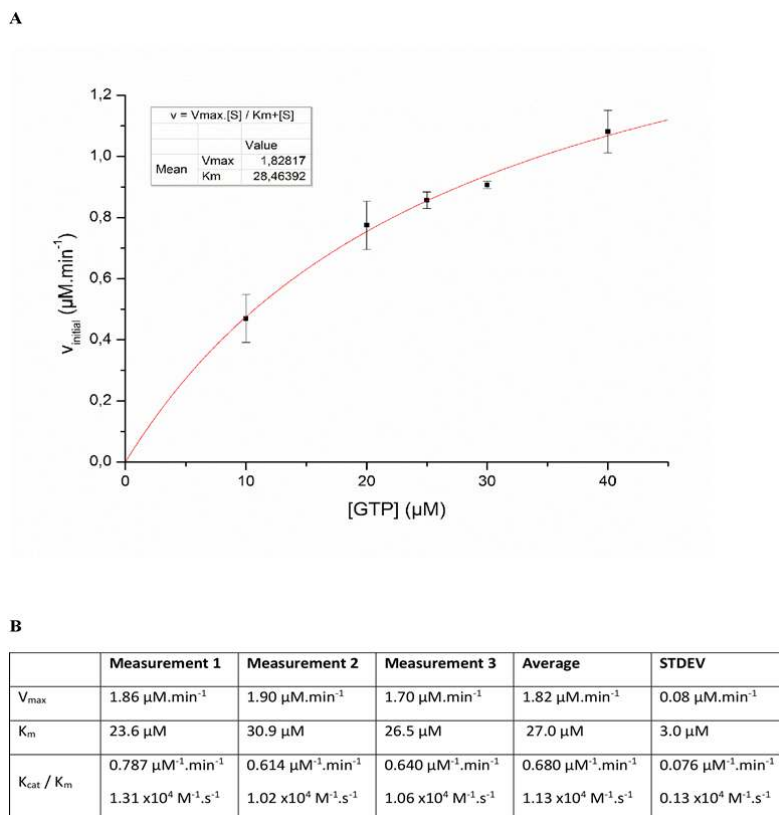 A
v = Vmax.[S] / Km+[S]
Value
Mean Vmax 1,82817
Km 28,46392
1,2
1,0
0,8
0,6
0,4
0,2
0,0
v_initial (µM.min⁻¹)
0 10 20 30 40
[GTP] (µM)
B
Measurement 1 Measurement 2 Measurement 3 Average STDEV
Vₘₐₓ 1.86 µM.min⁻¹ 1.90 µM.min⁻¹ 1.70 µM.min⁻¹ 1.82 µM.min⁻¹ 0.08 µM.min⁻¹
Kₘ 23.6 µM 30.9 µM 26.5 µM 27.0 µM 3.0 µM
K_cat / Kₘ 0.787 µM⁻¹.min⁻¹ 0.614 µM⁻¹.min⁻¹ 0.640 µM⁻¹.min⁻¹ 0.680 µM⁻¹.min⁻¹ 0.076 µM⁻¹.min⁻¹
1.31 x10⁴ M⁻¹.s⁻¹ 1.02 x10⁴ M⁻¹.s⁻¹ 1.06 x10⁴ M⁻¹.s⁻¹ 1.13 x10⁴ M⁻¹.s⁻¹ 0.13 x10⁴ M⁻¹.s⁻¹